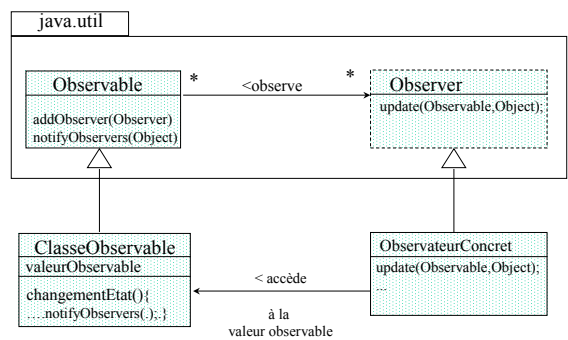 java.util
Observable
addObserver(Observer)
notifyObservers(Object)
*
<observe
*
Observer
update(Observable,Object);
ClasseObservable
valeurObservable
changementEtat(){
….notifyObservers(.);.}
< accède
à la
valeur observable
ObservateurConcret
update(Observable,Object);
...